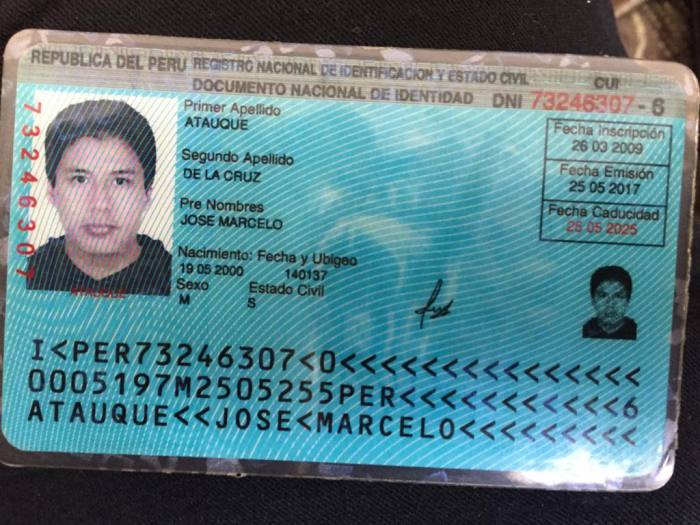 REPUBLICA DEL PERU REGISTRO NACIONAL DE IDENTIFICACION Y ESTADO CIVIL CUI
DOCUMENTO NACIONAL DE IDENTIDAD DNI 73246307 - 6
73246307
Primer Apellido
ATAUQUE
Segundo Apellido
DE LA CRUZ
Pre Nombres
JOSE MARCELO
Nacimiento: Fecha y Ubigeo
19 05 2000 140137
Sexo Estado Civil
M S
Fecha Inscripción
26 03 2009
Fecha Emisión
25 05 2017
Fecha Caducidad
25 05 2025
ATAUQUE
I<PER73246307<0<<<<<<<<<<<<<<<
0005197M2505255PER<<<<<<<<<<<6
ATAUQUE<<JOSE<MARCELO<<<<<<<<<